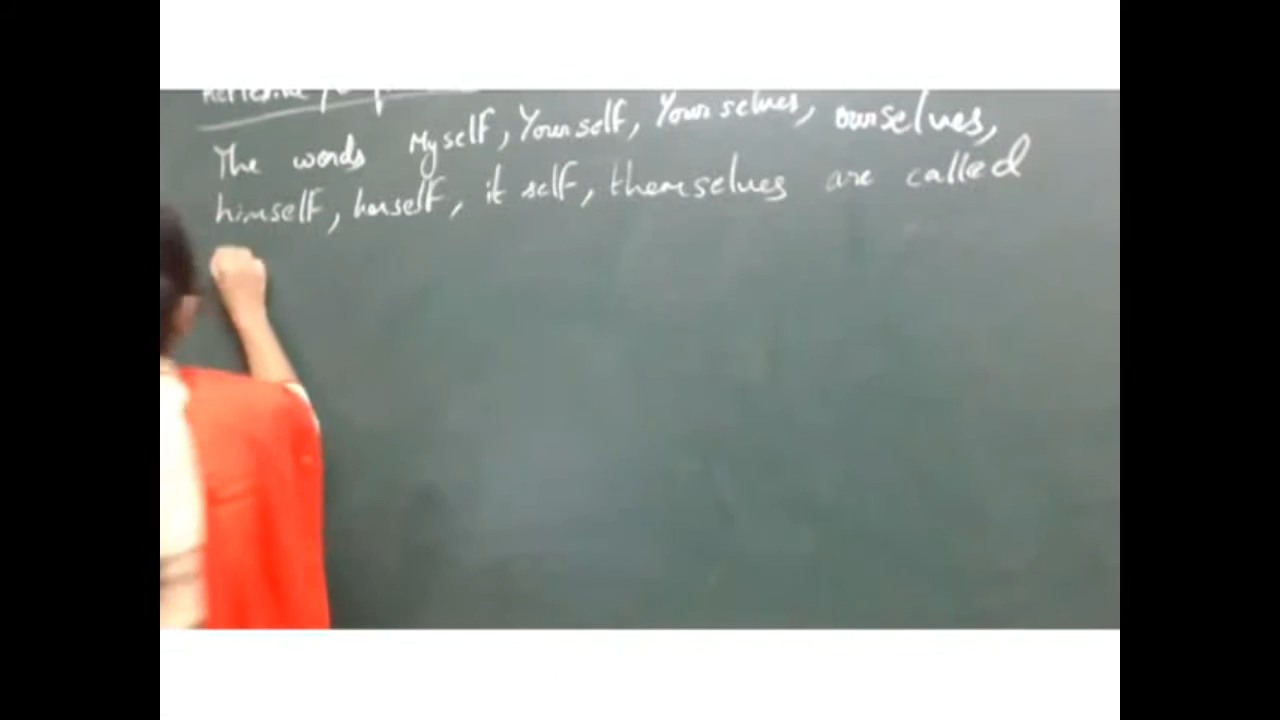 The words Myself, Yourself, Yourselves, ourselves,
himself, herself, it self, themselves are called